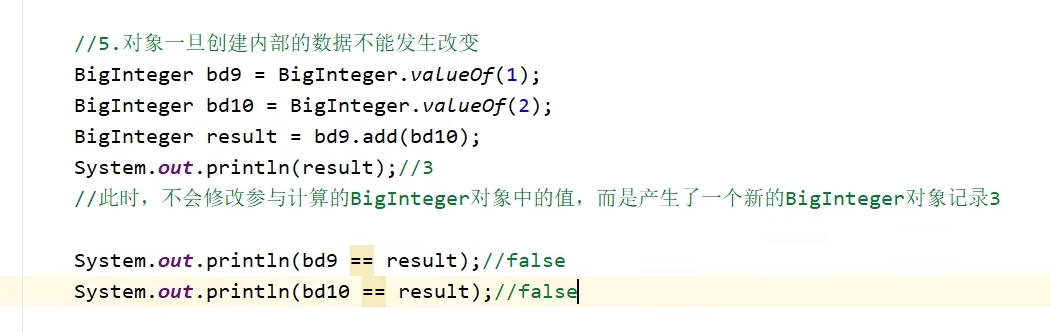 //5.对象一旦创建内部的数据不能发生改变
BigInteger bd9 = BigInteger.valueOf(1);
BigInteger bd10 = BigInteger.valueOf(2);
BigInteger result = bd9.add(bd10);
System.out.println(result);//3
//此时，不会修改参与计算的BigInteger对象中的值，而是产生了一个新的BigInteger对象记录3
System.out.println(bd9 == result);//false
System.out.println(bd10 == result);//false